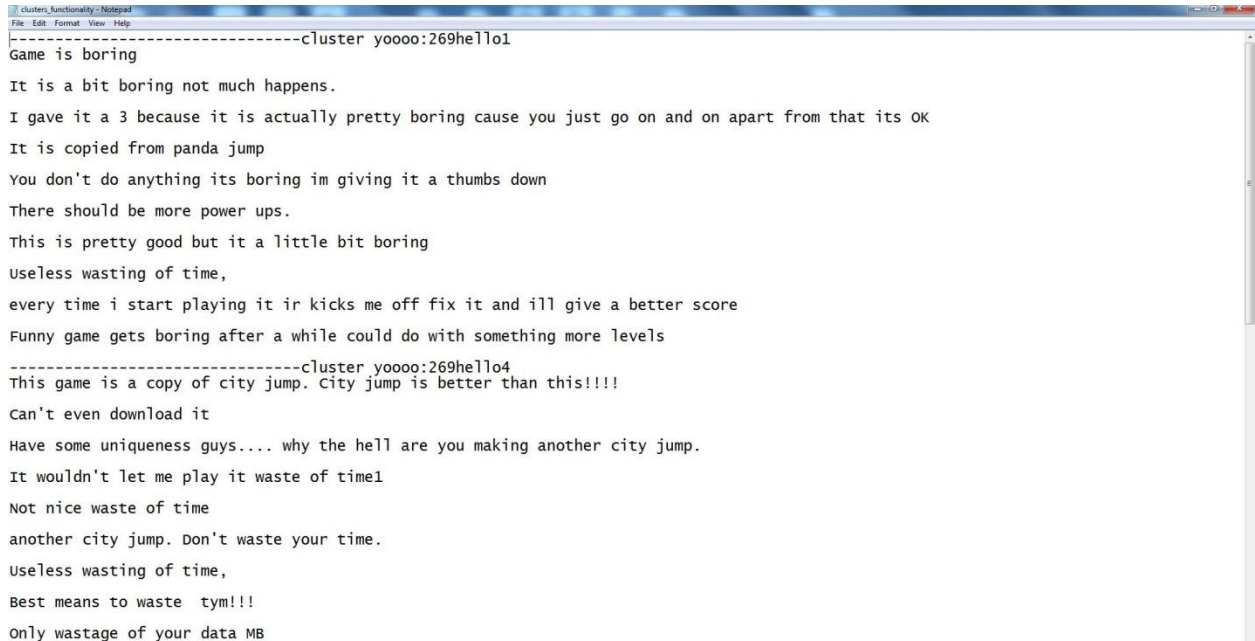 clusters_functionality - Notepad
File Edit Format View Help
--------------------------------cluster yoooo:269hello1
Game is boring
It is a bit boring not much happens.
I gave it a 3 because it is actually pretty boring cause you just go on and on apart from that its OK
It is copied from panda jump
You don't do anything its boring im giving it a thumbs down
There should be more power ups.
This is pretty good but it a little bit boring
Useless wasting of time,
every time i start playing it ir kicks me off fix it and ill give a better score
Funny game gets boring after a while could do with something more levels
--------------------------------cluster yoooo:269hello4
This game is a copy of city jump. City jump is better than this!!!!
Can't even download it
Have some uniqueness guys.... why the hell are you making another city jump.
It wouldn't let me play it waste of time1
Not nice waste of time
another city jump. Don't waste your time.
Useless wasting of time,
Best means to waste  tym!!!
Only wastage of your data MB